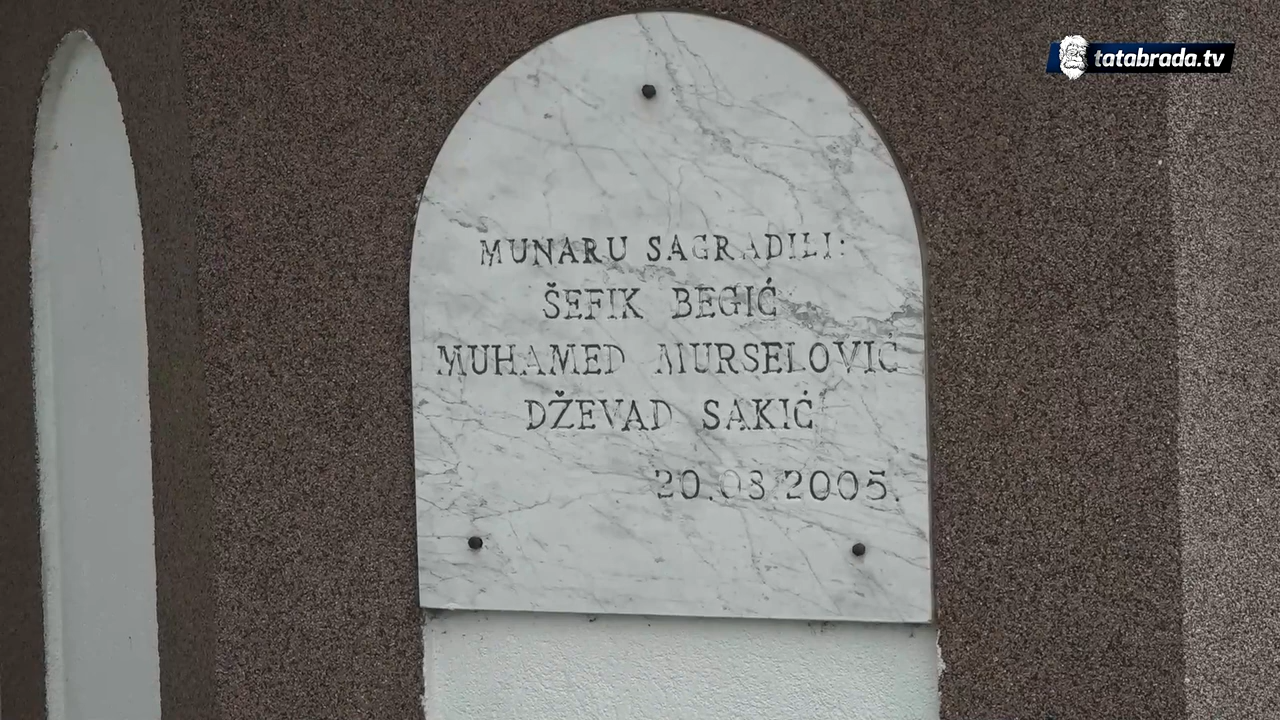 tatabrada.tv
MUNARU SAGRADILI:
ŠEFIK BEGIĆ
MUHAMED MURSELOVIĆ
DŽEVAD SAKIĆ
20.08.2005.